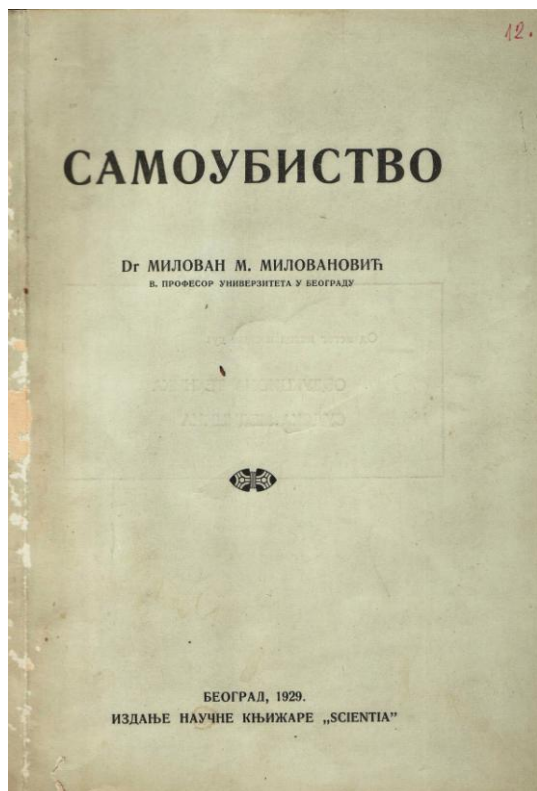 12.
САМОУБИСТВО
Dr МИЛОВАН М. МИЛОВАНОВИЋ
В. ПРОФЕСОР УНИВЕРЗИТЕТА У БЕОГРАДУ
БЕОГРАД, 1929.
ИЗДАЊЕ НАУЧНЕ КЊИЖАРЕ „SCIENTIA”